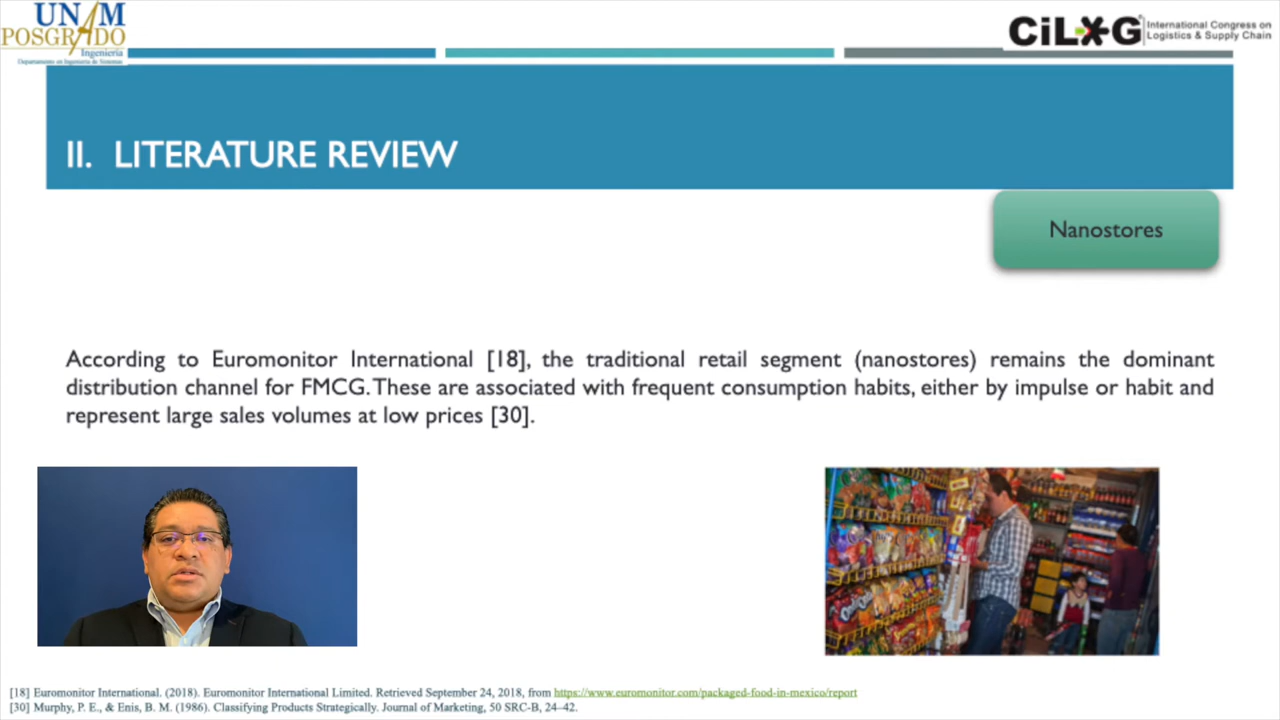 UNAM
POSGRADO
Ingeniería
Departamento en Ingeniería de Sistemas
CiLOG
International Congress on
Logistics & Supply Chain
II. LITERATURE REVIEW
Nanostores
According to Euromonitor International [18], the traditional retail segment (nanostores) remains the dominant
distribution channel for FMCG. These are associated with frequent consumption habits, either by impulse or habit and
represent large sales volumes at low prices [30].
[18] Euromonitor International. (2018). Euromonitor International Limited. Retrieved September 24, 2018, from https://www.euromonitor.com/packaged-food-in-mexico/report
[30] Murphy, P. E., & Enis, B. M. (1986). Classifying Products Strategically. Journal of Marketing, 50 SRC-B, 24–42.